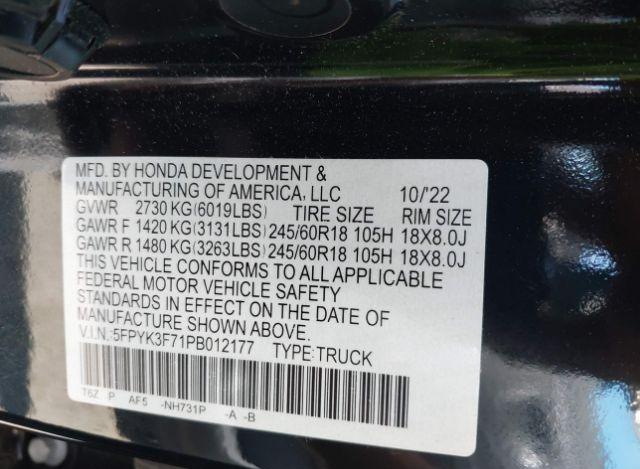 MFD. BY HONDA DEVELOPMENT &
MANUFACTURING OF AMERICA, LLC 10/'22
GVWR 2730 KG(6019LBS) TIRE SIZE RIM SIZE
GAWR F 1420 KG(3131LBS) 245/60R18 105H 18X8.0J
GAWR R 1480 KG(3263LBS) 245/60R18 105H 18X8.0J
THIS VEHICLE CONFORMS TO ALL APPLICABLE
FEDERAL MOTOR VEHICLE SAFETY
STANDARDS IN EFFECT ON THE DATE OF
MANUFACTURE SHOWN ABOVE.
V.I.N.:5FPYK3F71PB012177 TYPE:TRUCK
T6Z P AF5 -NH731P -A -B